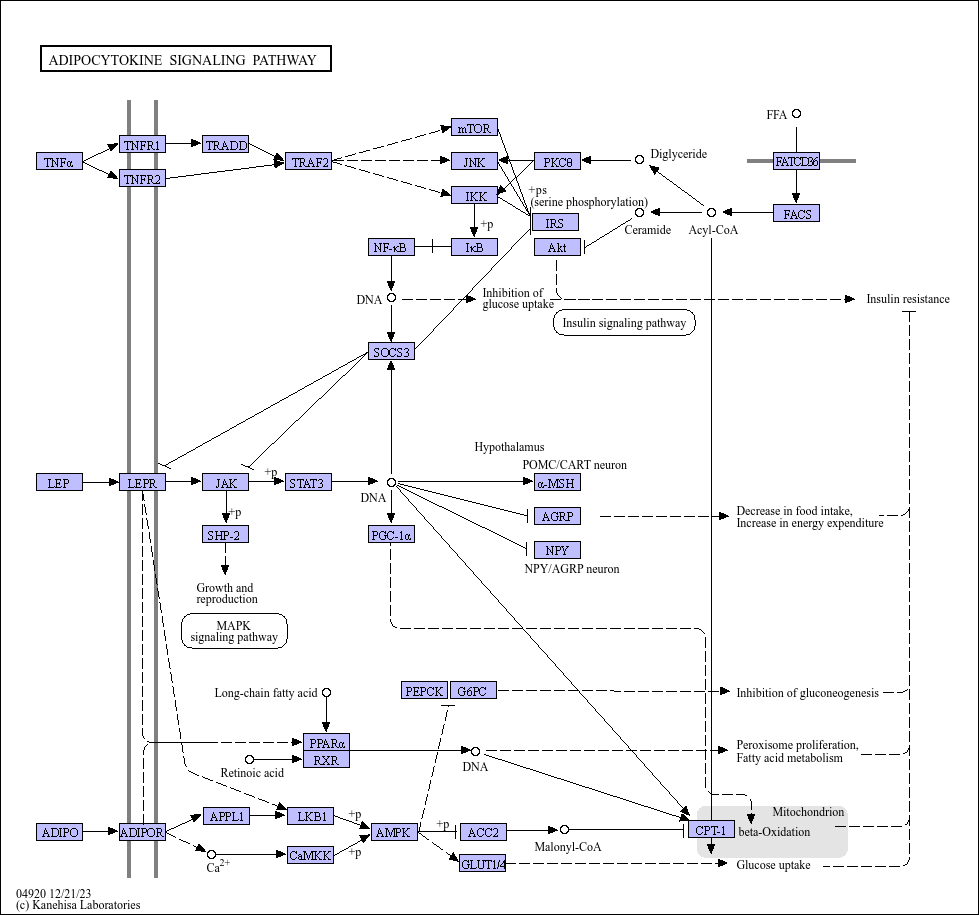 ADIPOCYTOKINE SIGNALING PATHWAY
FFA
mTOR
TNFR1
TRADD
TNFα
TRAF2
JNK
PKCθ
Diglyceride
FATCD36
TNFR2
IKK
+ps
(serine phosphorylation)
FACS
+p
IRS
Ceramide
Acyl-CoA
NF-κB
IκB
Akt
DNA
Inhibition of
glucose uptake
Insulin resistance
Insulin signaling pathway
SOCS3
Hypothalamus
POMC/CART neuron
LEP
LEPR
JAK
+p
STAT3
DNA
α-MSH
+p
AGRP
Decrease in food intake,
Increase in energy expenditure
SHP-2
PGC-1α
NPY
NPY/AGRP neuron
Growth and
reproduction
MAPK
signaling pathway
Long-chain fatty acid
PEPCK
G6PC
Inhibition of gluconeogenesis
PPARα
RXR
Retinoic acid
DNA
Peroxisome proliferation,
Fatty acid metabolism
APPL1
LKB1
+p
Mitochondrion
ADIPO
ADIPOR
AMPK
+p
ACC2
Malonyl-CoA
CPT-1
beta-Oxidation
Ca2+
CaMKK
+p
GLUT1/4
Glucose uptake
04920 12/21/23
(c) Kanehisa Laboratories